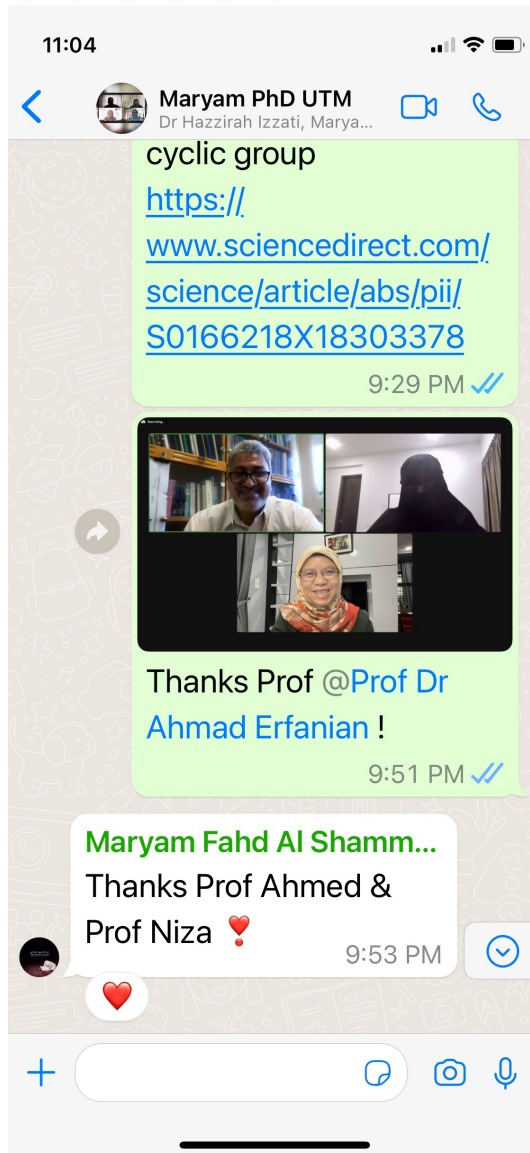 11:04
Maryam PhD UTM
Dr Hazzirah Izzati, Marya...
cyclic group
https://
www.sciencedirect.com/
science/article/abs/pii/
S0166218X18303378
9:29 PM
Thanks Prof @Prof Dr
Ahmad Erfanian !
9:51 PM
Maryam Fahd Al Shamm...
Thanks Prof Ahmed &
Prof Niza ❣️
9:53 PM
❤️